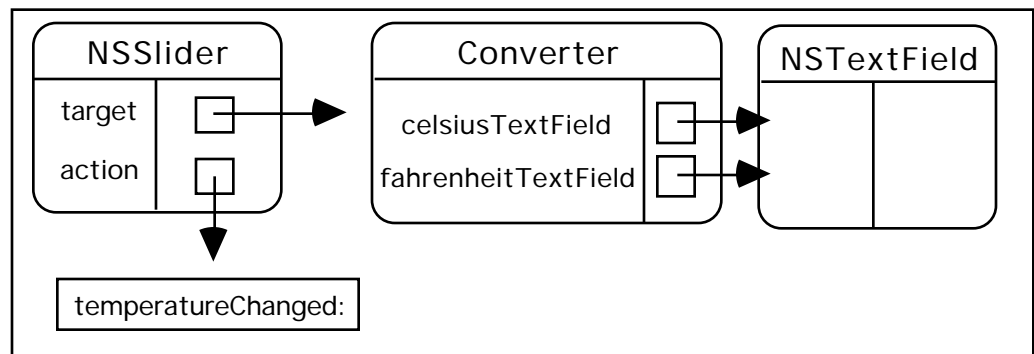 NSSlider
target
action
temperatureChanged:
Converter
celsiusTextField
fahrenheitTextField
NSTextField